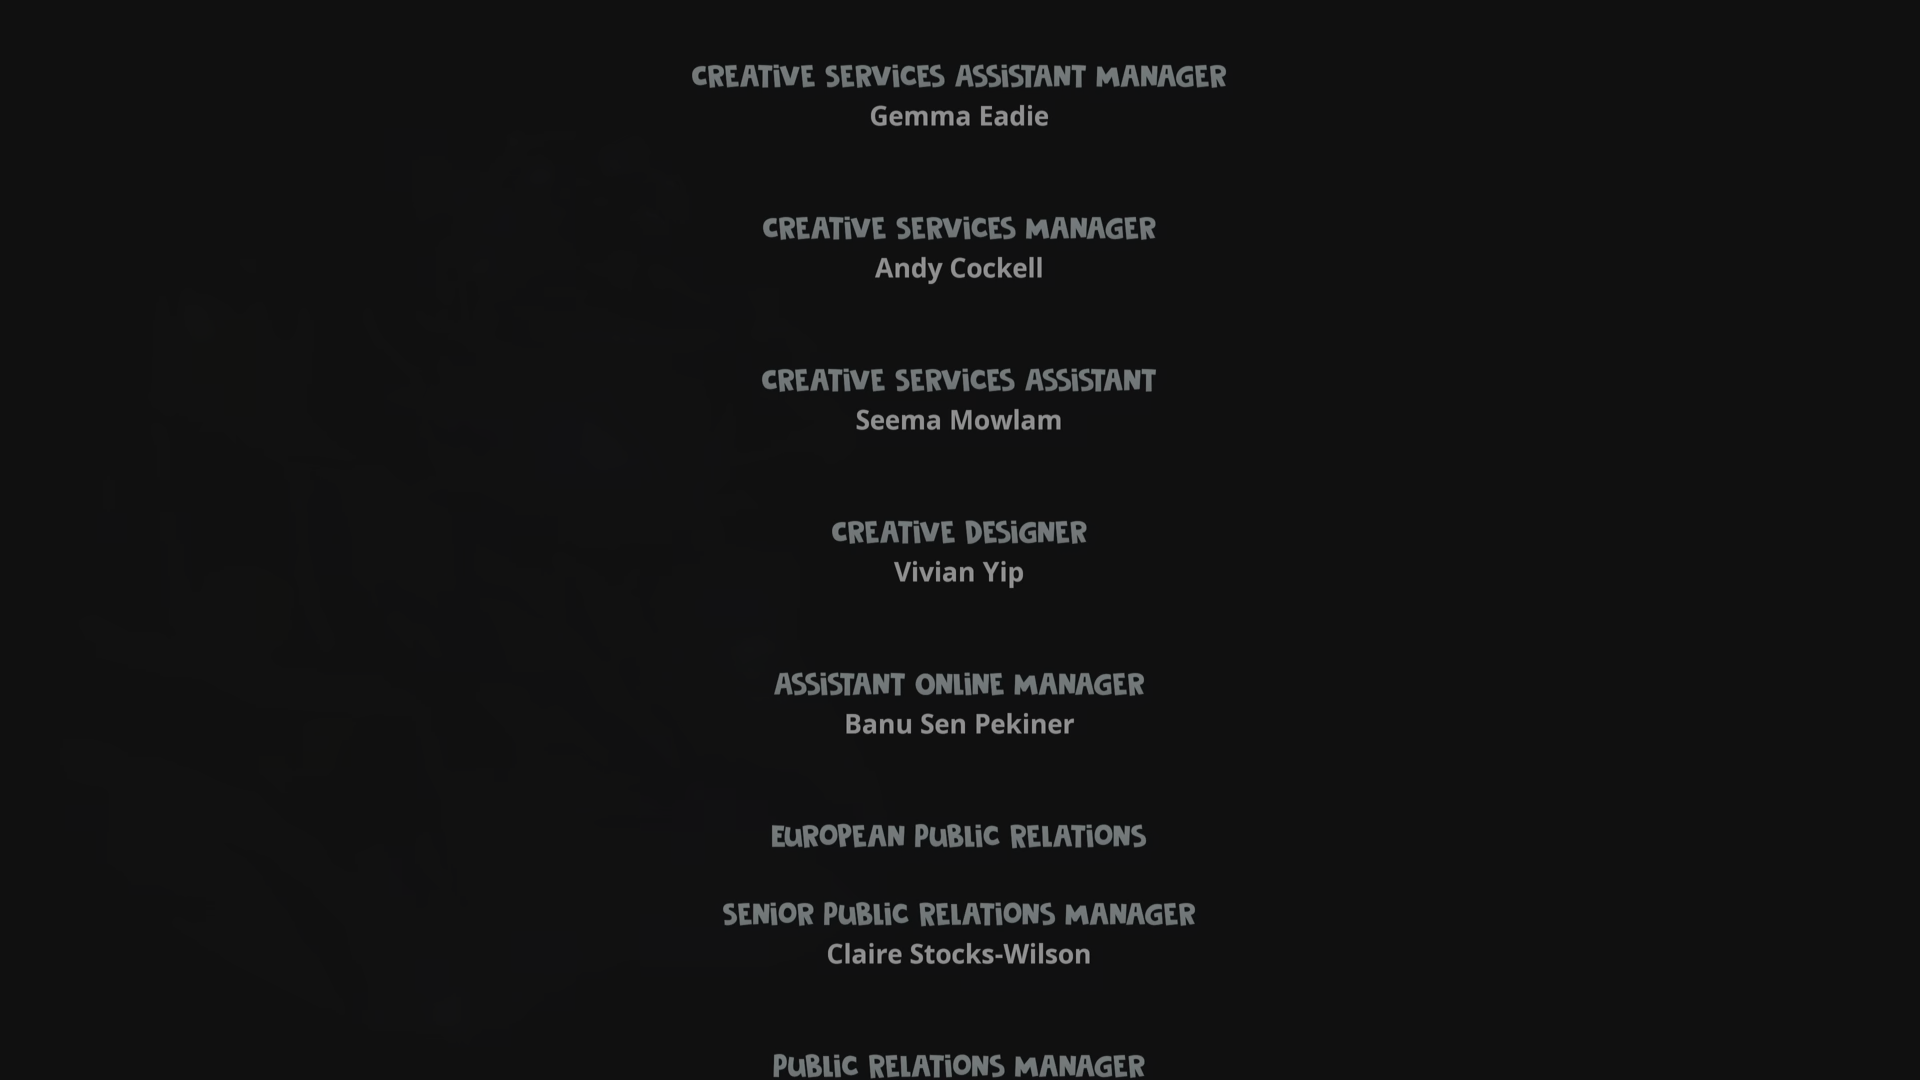 CREATiVE SERViCES ASSiSTANT MANAGER
Gemma Eadie
CREATiVE SERViCES MANAGER
Andy Cockell
CREATiVE SERViCES ASSiSTANT
Seema Mowlam
CREATiVE DESiGNER
Vivian Yip
ASSiSTANT ONLiNE MANAGER
Banu Sen Pekiner
EUROPEAN PUBLiC RELATiONS
SENiOR PUBLiC RELATiONS MANAGER
Claire Stocks-Wilson
PUBLiC RELATiONS MANAGER